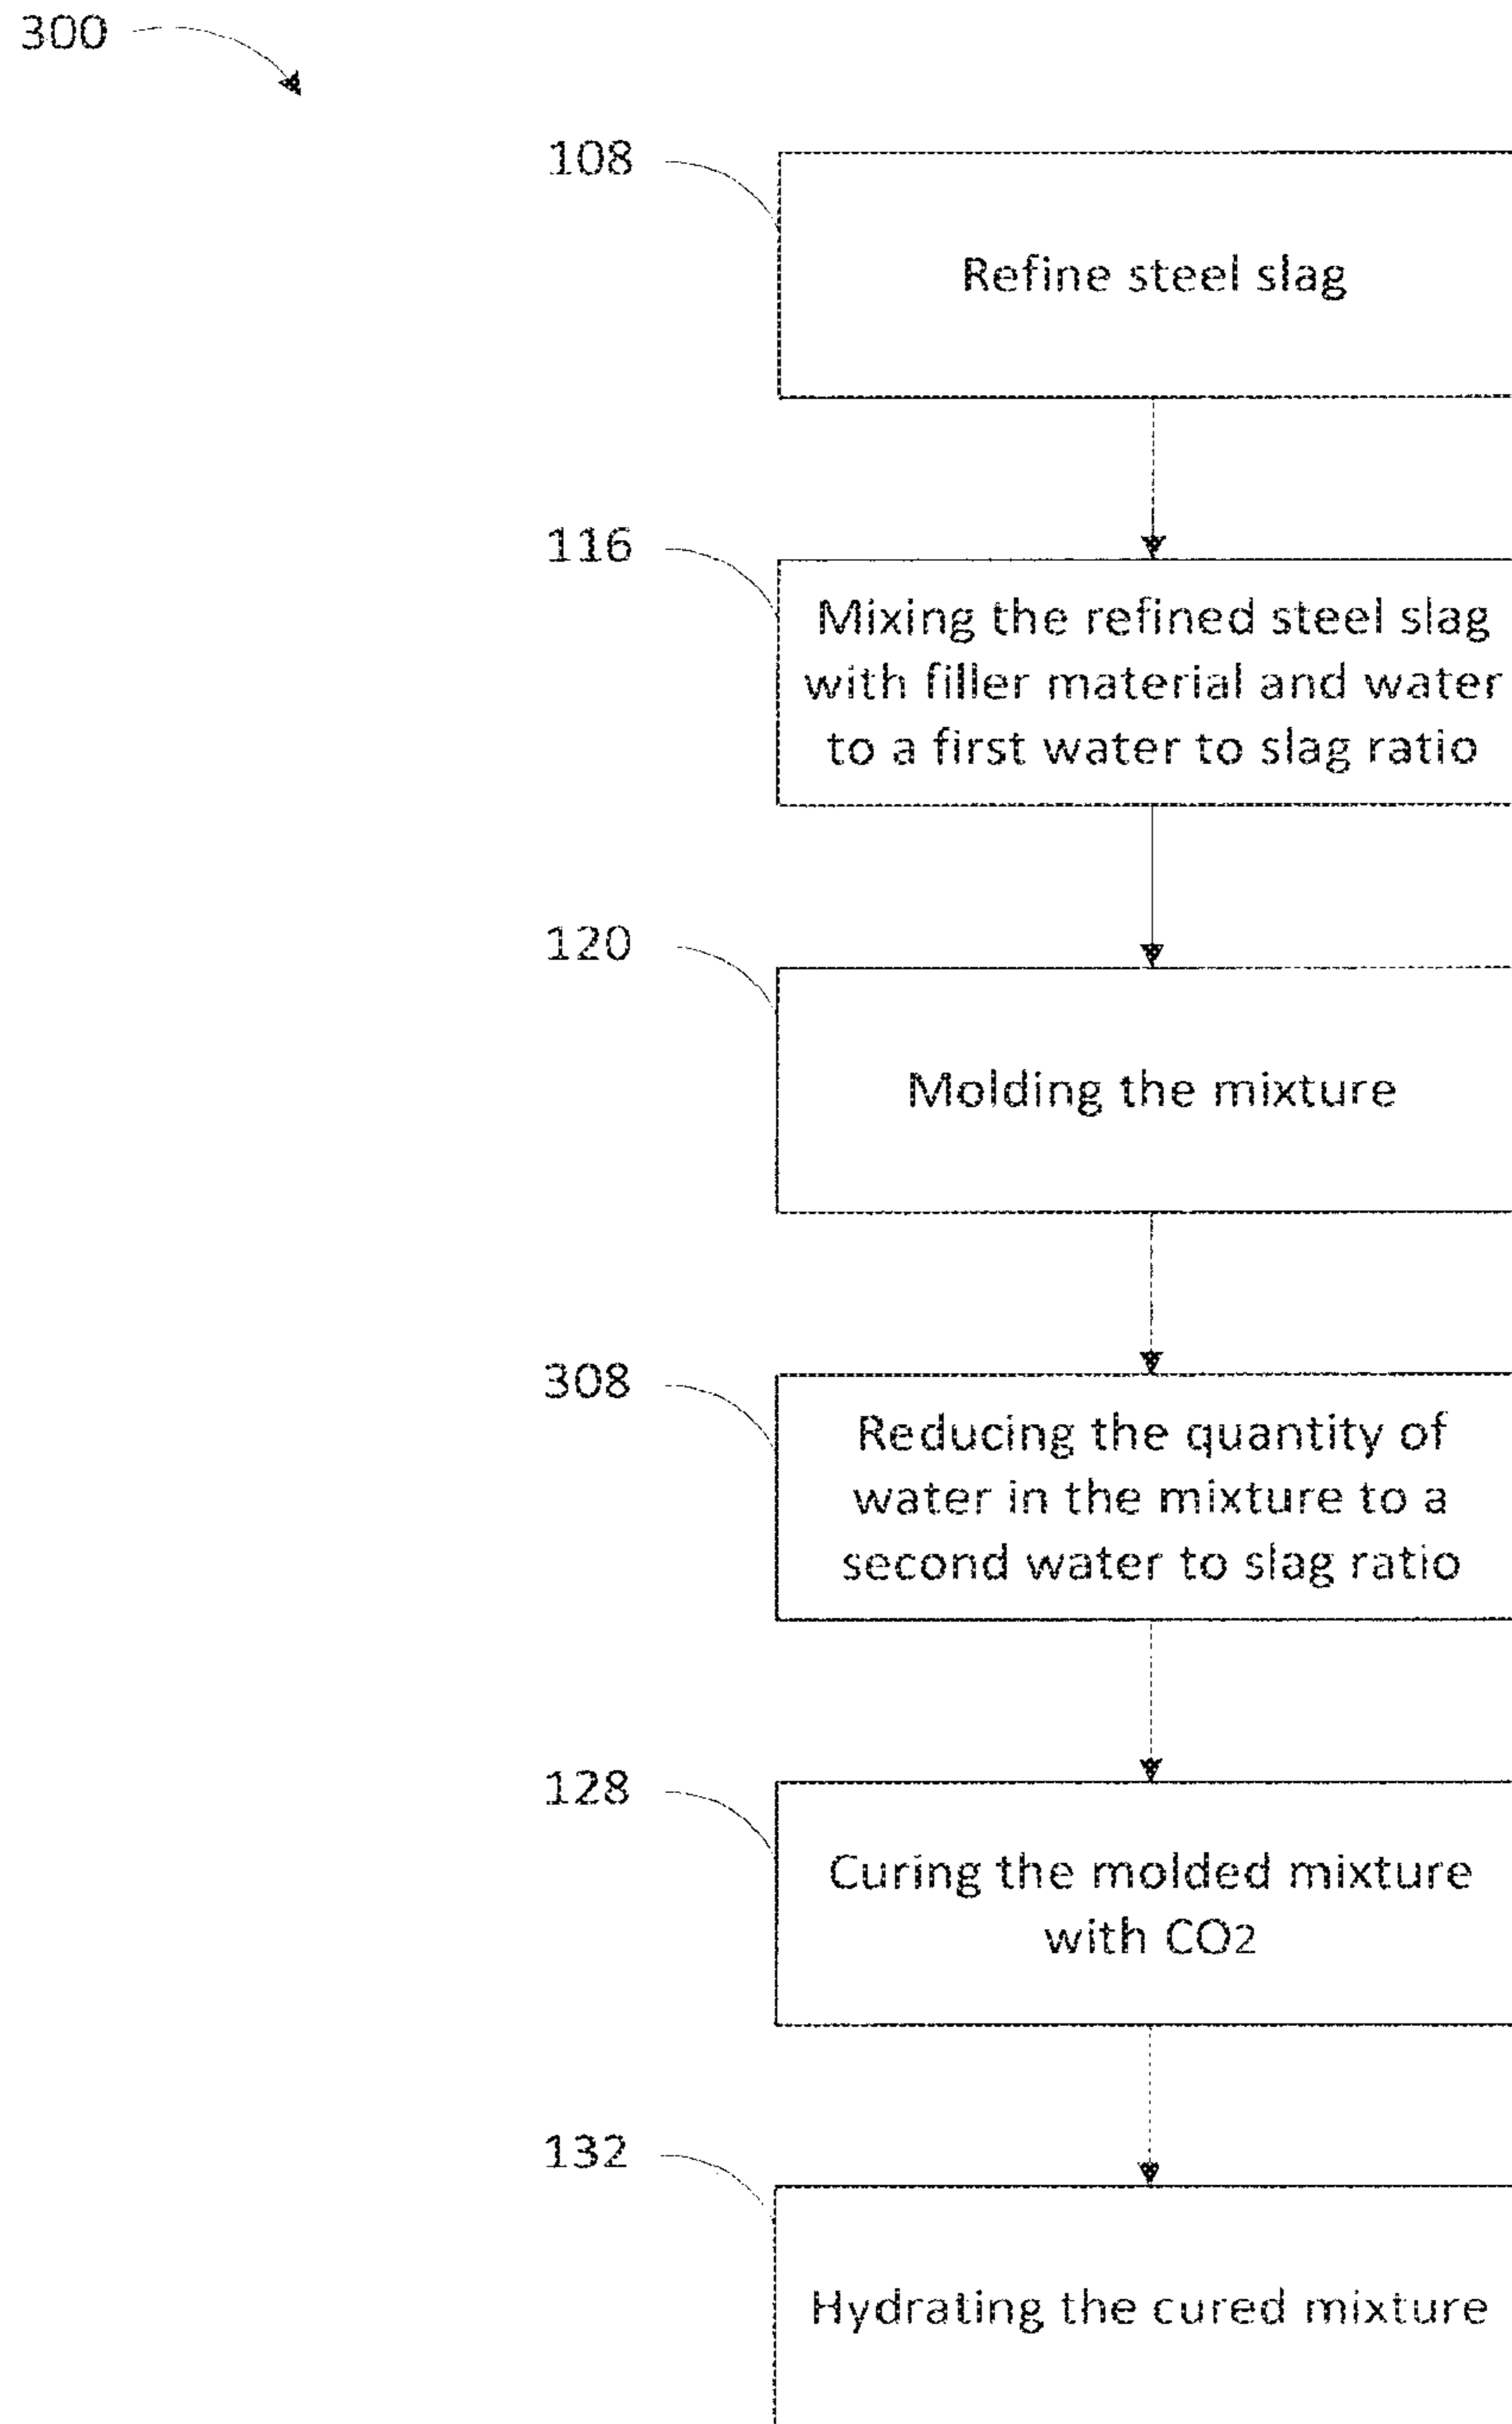 300
108
Refine steel slag
116
Mixing the refined steel slag
with filler material and water
to a first water to slag ratio
120
Molding the mixture
308
Reducing the quantity of
water in the mixture to a
second water to slag ratio
128
Curing the molded mixture
with CO2
132
Hydrating the cured mixture